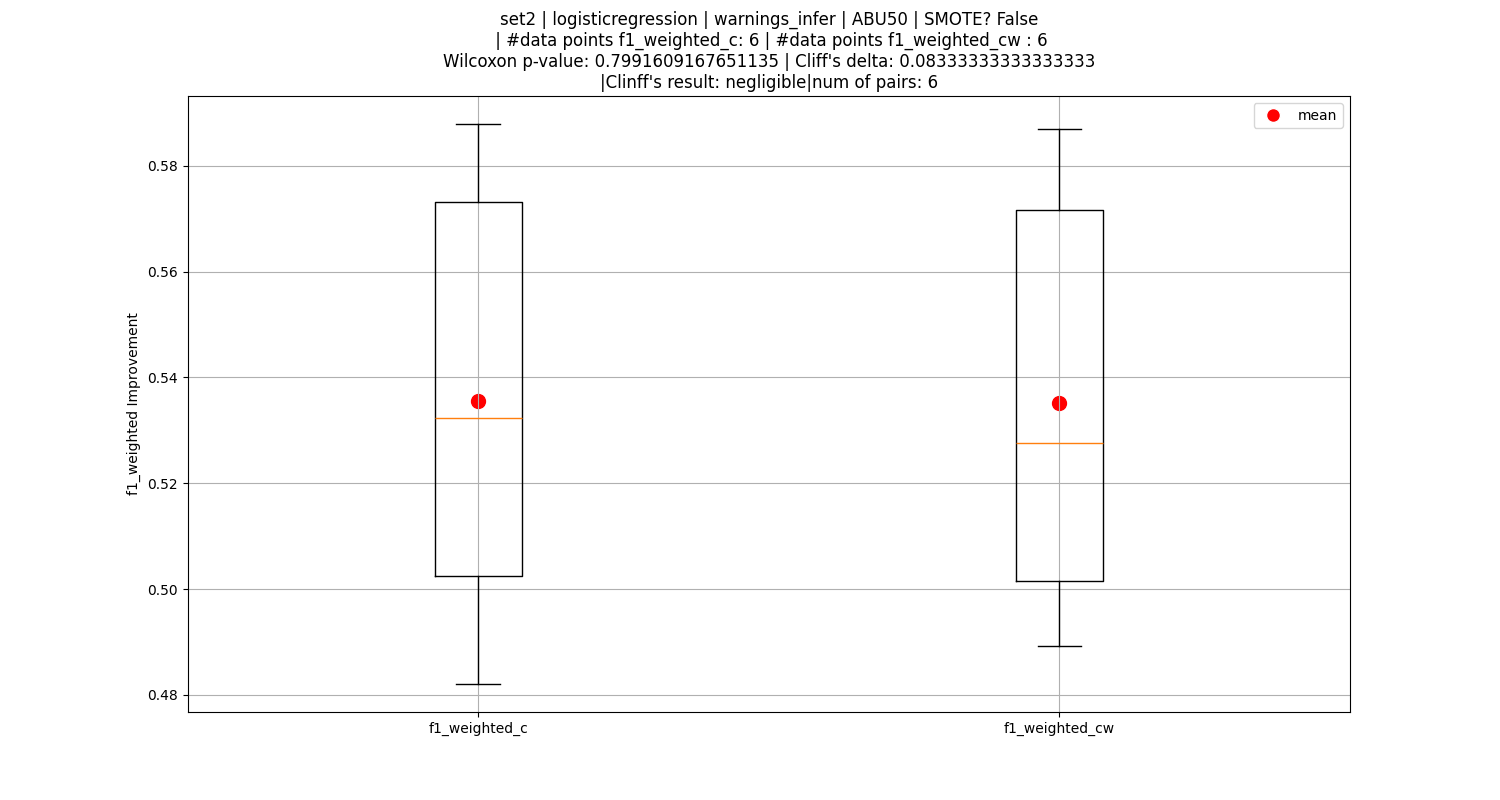 set2 | logisticregression | warnings_infer | ABU50 | SMOTE? False
| #data points f1_weighted_c: 6 | #data points f1_weighted_cw : 6
Wilcoxon p-value: 0.7991609167651135 | Cliff's delta: 0.08333333333333333
|Clinff's result: negligible|num of pairs: 6
mean
f1_weighted Improvement
0.58
0.56
0.54
0.52
0.50
0.48
f1_weighted_c
f1_weighted_cw